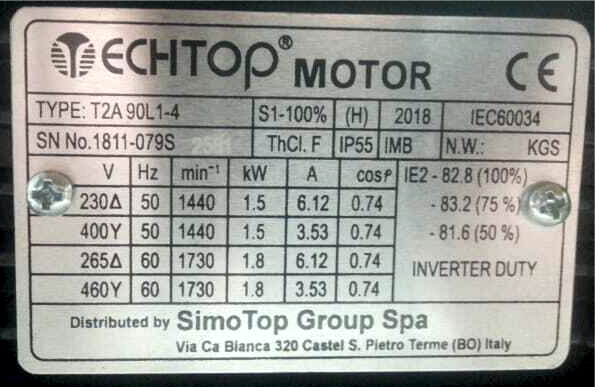 TECHTOP® MOTOR CE
TYPE: T2A 90L1-4 S1-100% (H) 2018 IEC60034
SN No.1811-079S ThCl. F IP55 IMB N.W.: KGS
V Hz min⁻¹ kW A cosρ IE2 - 82.8 (100%)
230Δ 50 1440 1.5 6.12 0.74 - 83.2 (75 %)
400Y 50 1440 1.5 3.53 0.74 - 81.6 (50 %)
265Δ 60 1730 1.8 6.12 0.74 INVERTER DUTY
460Y 60 1730 1.8 3.53 0.74
Distributed by SimoTop Group Spa
Via Ca Bianca 320 Castel S. Pietro Terme (BO) Italy